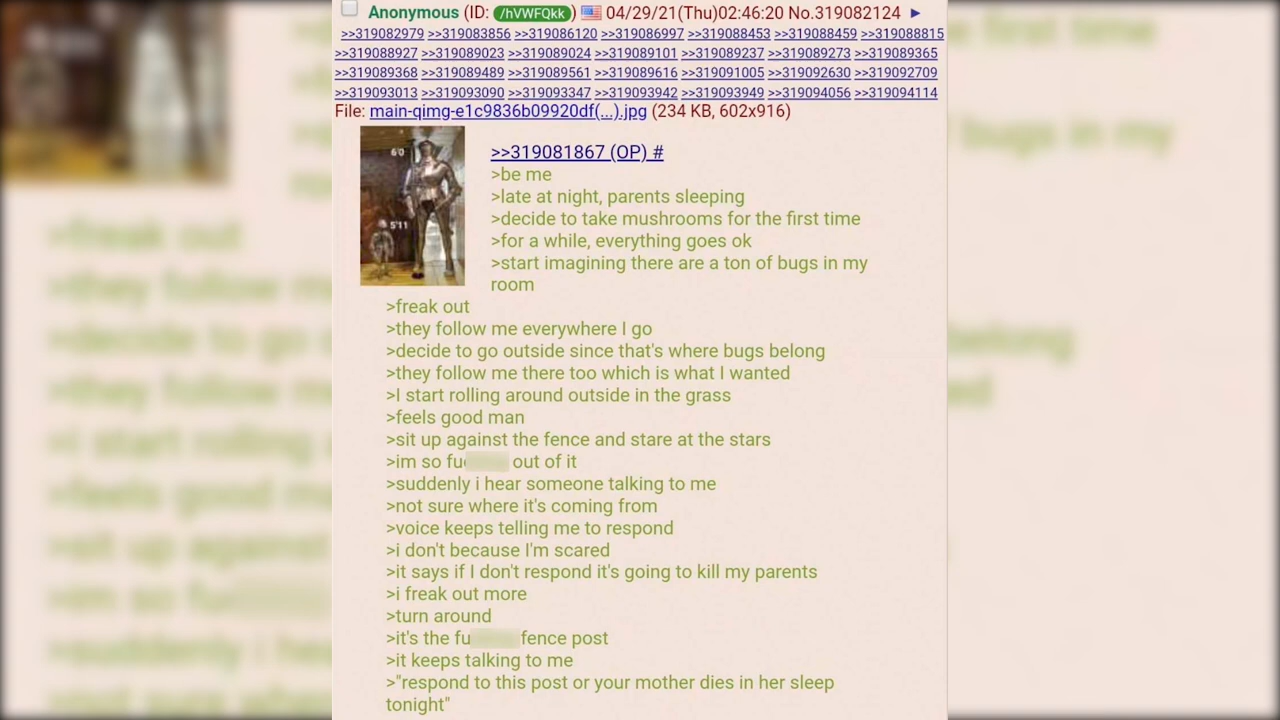 Anonymous (ID: /hVWFQkk) 04/29/21(Thu)02:46:20 No.319082124 ►
>>319082979 >>319083856 >>319086120 >>319086997 >>319088453 >>319088459 >>319088815
>>319088927 >>319089023 >>319089024 >>319089101 >>319089237 >>319089273 >>319089365
>>319089368 >>319089489 >>319089561 >>319089616 >>319091005 >>319092630 >>319092709
>>319093013 >>319093090 >>319093347 >>319093942 >>319093949 >>319094056 >>319094114
File: main-qimg-e1c9836b09920df(...).jpg (234 KB, 602x916)
6'0
5'11
>>319081867 (OP) #
>be me
>late at night, parents sleeping
>decide to take mushrooms for the first time
>for a while, everything goes ok
>start imagining there are a ton of bugs in my
room
>freak out
>they follow me everywhere I go
>decide to go outside since that's where bugs belong
>they follow me there too which is what I wanted
>I start rolling around outside in the grass
>feels good man
>sit up against the fence and stare at the stars
>im so fu out of it
>suddenly i hear someone talking to me
>not sure where it's coming from
>voice keeps telling me to respond
>i don't because I'm scared
>it says if I don't respond it's going to kill my parents
>i freak out more
>turn around
>it's the fu fence post
>it keeps talking to me
>"respond to this post or your mother dies in her sleep
tonight"